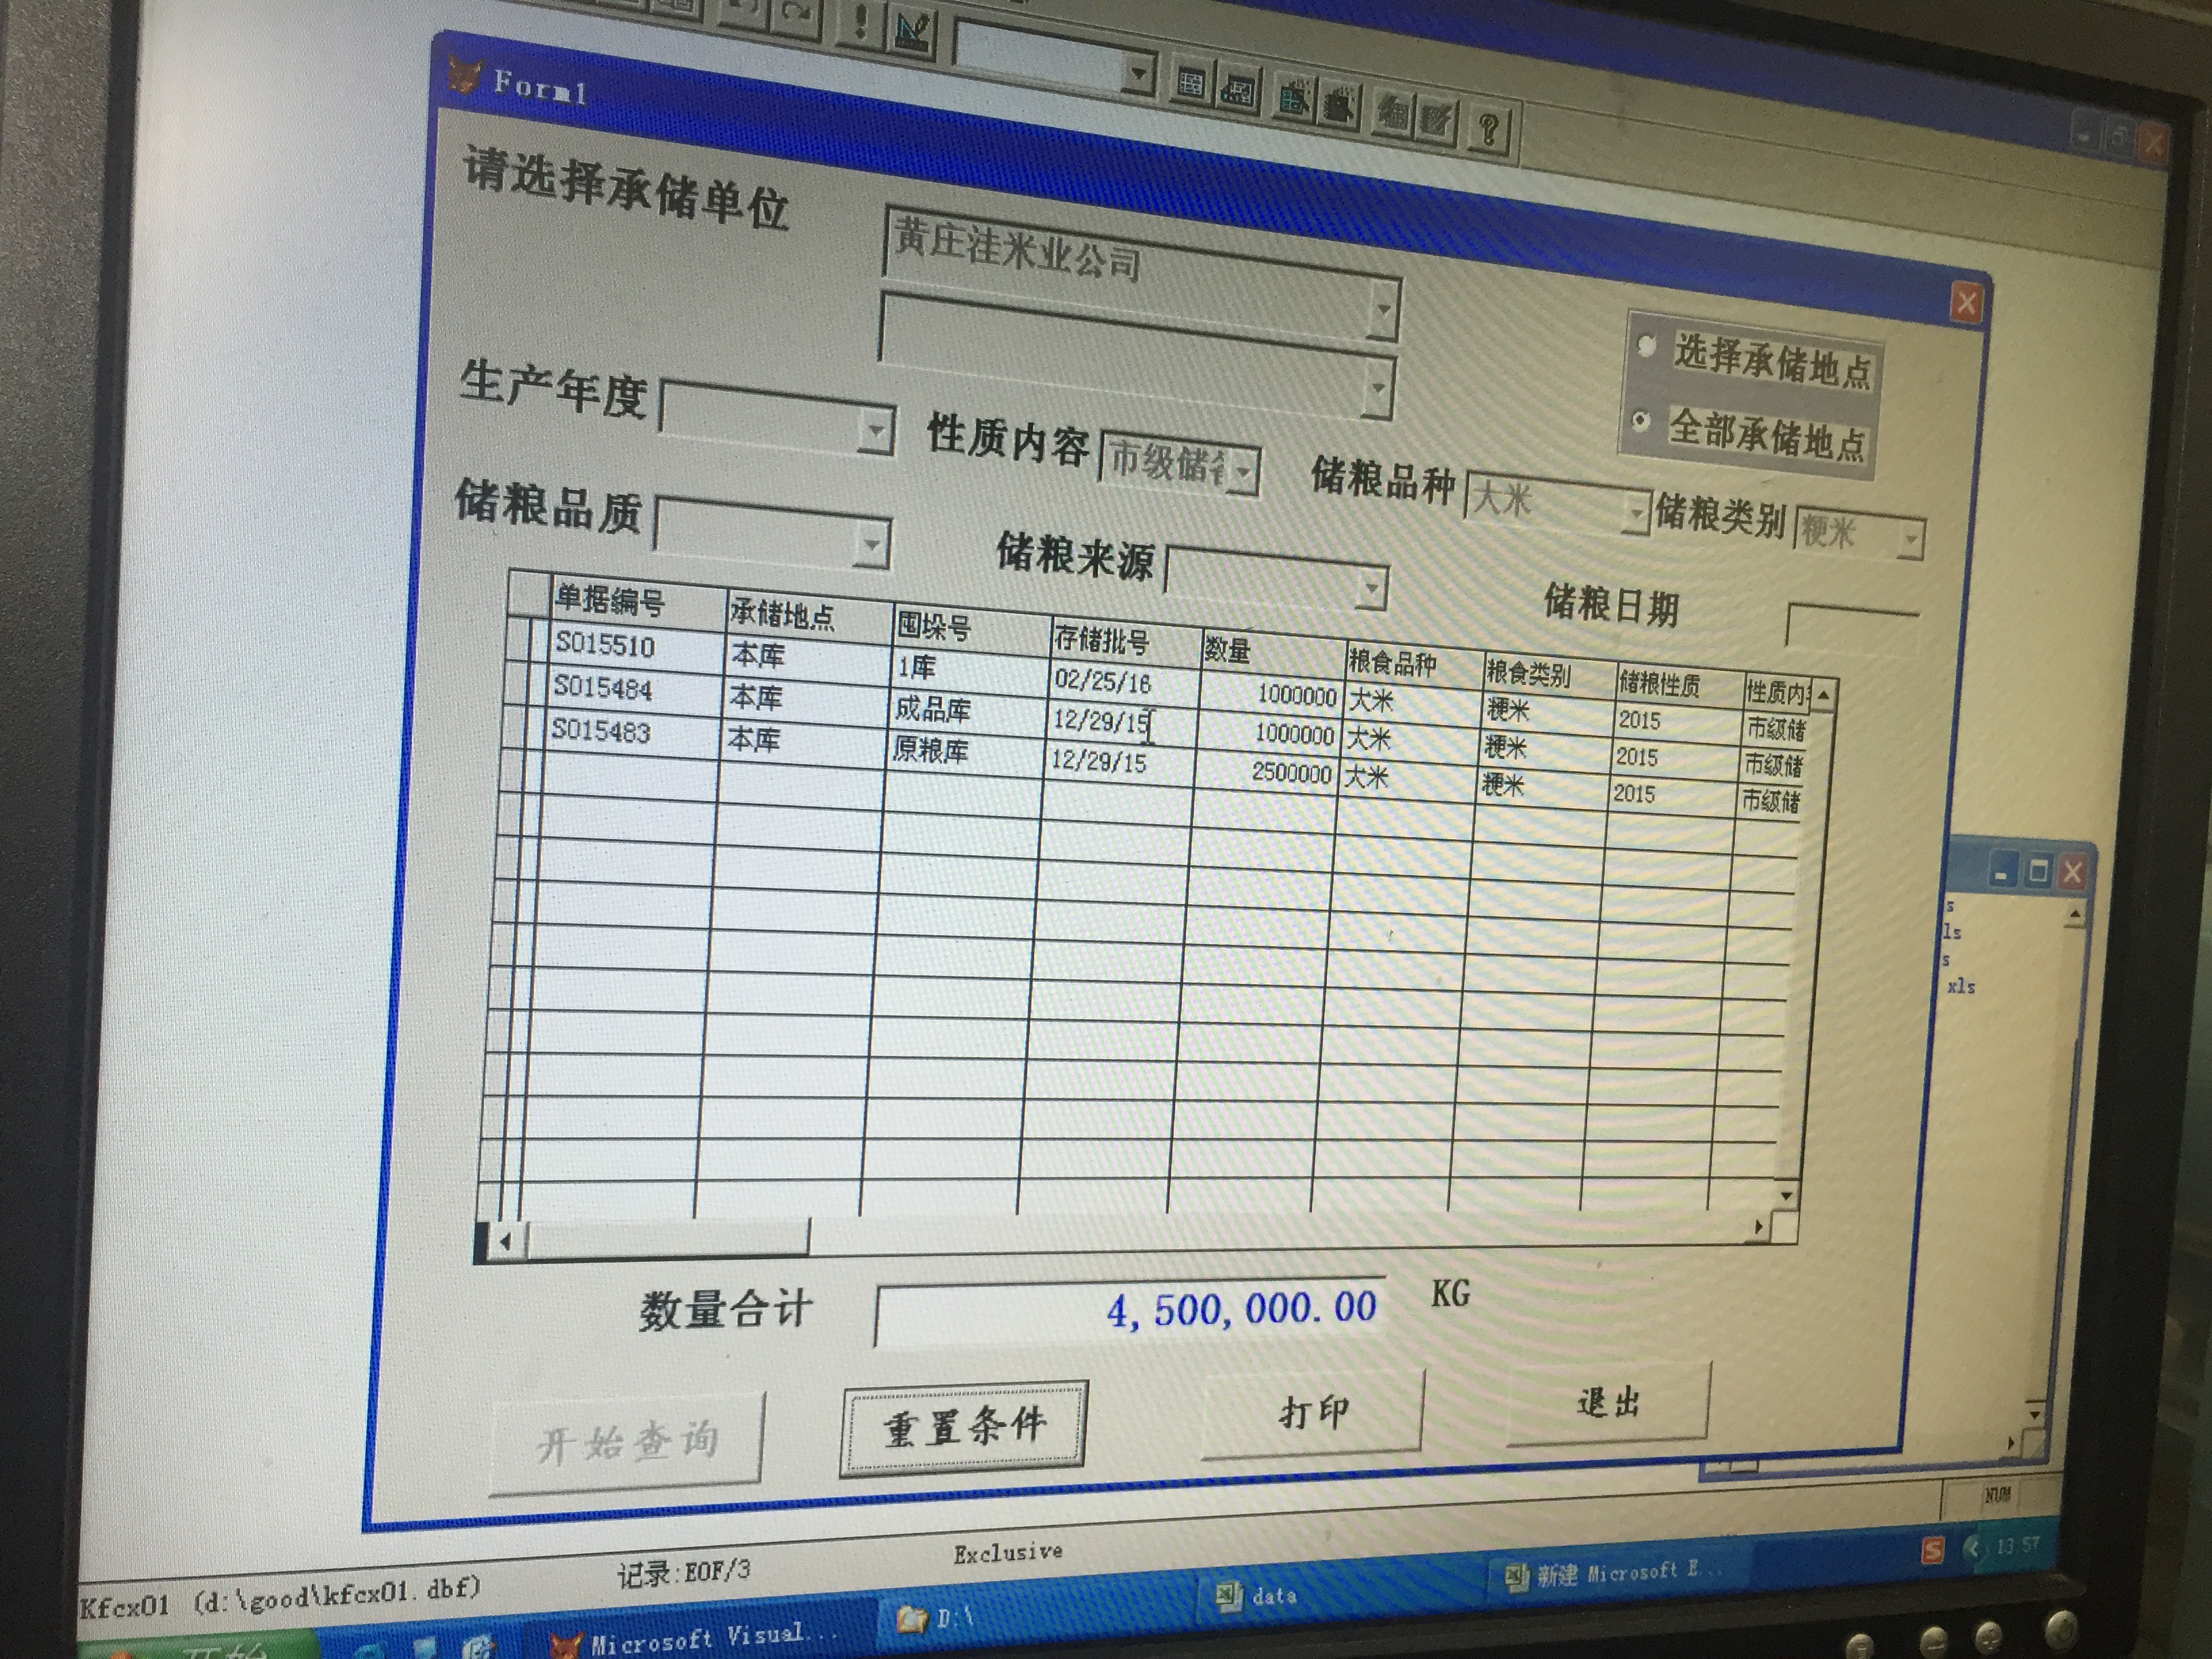 Form1
请选择承储单位
黄庄洼米业公司
选择承储地点
全部承储地点
生产年度
性质内容 市级储
储粮品种 大米
储粮类别 粳米
储粮品质
储粮来源
储粮日期
单据编号 承储地点 囤垛号 存储批号 数量 粮食品种 粮食类别 储粮性质 性质内
S015510 本库 1库 02/25/16 1000000 大米 粳米 2015 市级储
S015484 本库 成品库 12/29/15 1000000 大米 粳米 2015 市级储
S015483 本库 原粮库 12/29/15 2500000 大米 粳米 2015 市级储
s
ls
s
xls
数量合计 4,500,000.00 KG
开始查询 重置条件 打印 退出
NUM
Kfcx01 (d:\good\kfcx01.dbf) 记录:EOF/3 Exclusive
开始 Microsoft Visual... D:\ data 新建 Microsoft E... 13:57